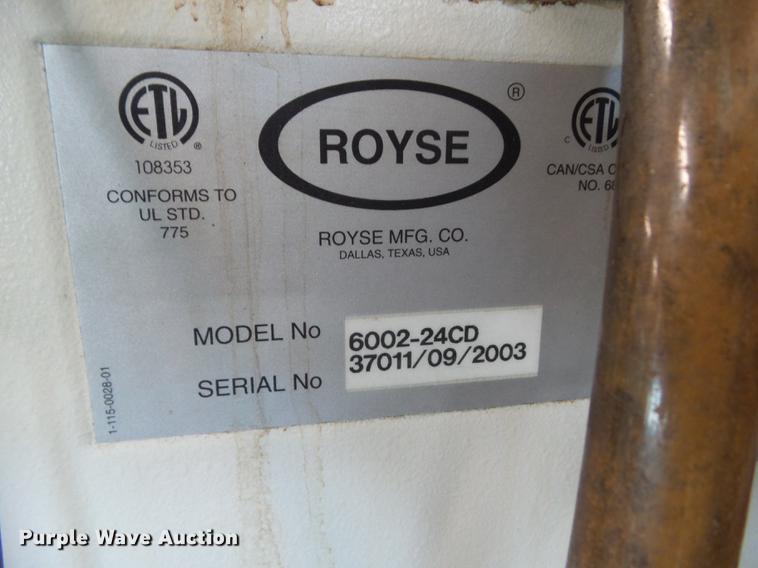 ETL
LISTED ®
108353
CONFORMS TO
UL STD.
775
ROYSE ®
ROYSE MFG. CO.
DALLAS, TEXAS, USA
C ETL
LISTED
CAN/CSA
NO.
MODEL No 6002-24CD
SERIAL No 37011/09/2003
1-115-0028-01
Purple Wave Auction